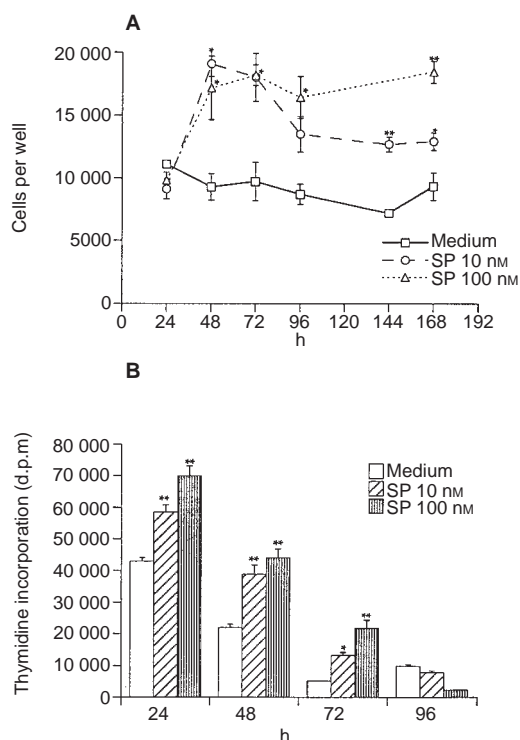 A
20 000
15 000
10 000
5000
0
Cells per well
* * * * ** * **
Medium
SP 10 nM
SP 100 nM
0 24 48 72 96 120 144 168 192
h
B
80 000
70 000
60 000
50 000
40 000
30 000
20 000
10 000
0
Thymidine incorporation (d.p.m)
** ** ** ** * **
Medium
SP 10 nM
SP 100 nM
24 48 72 96
h